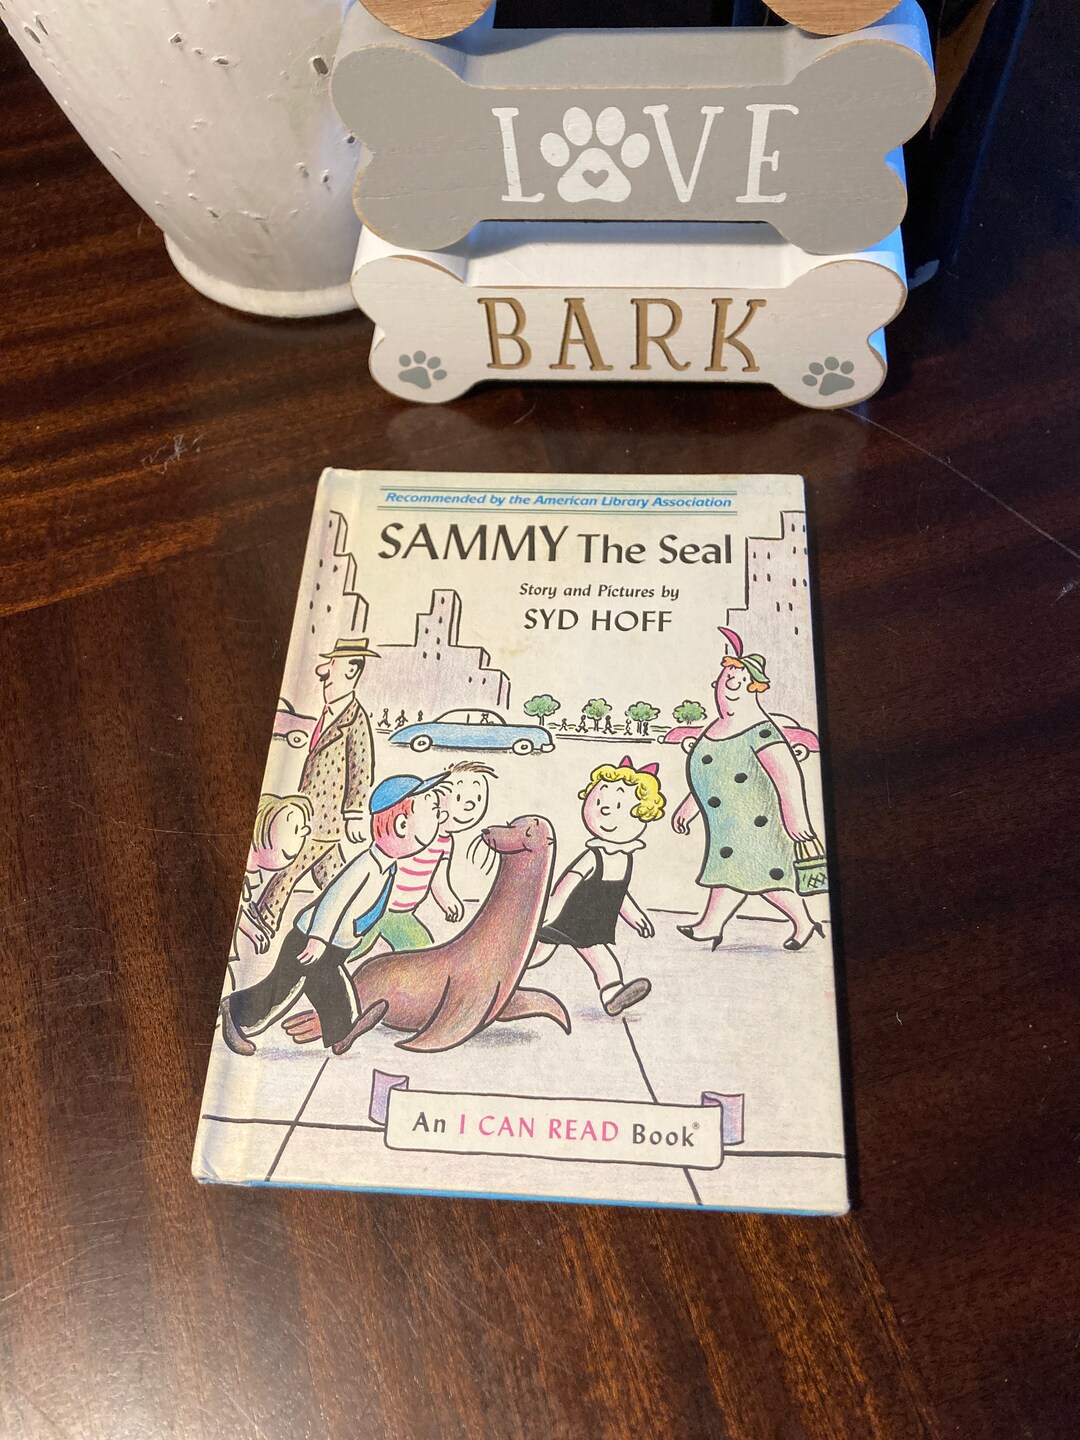 LOVE
BARK
Recommended by the American Library Association
SAMMY The Seal
Story and Pictures by
SYD HOFF
An I CAN READ Book®